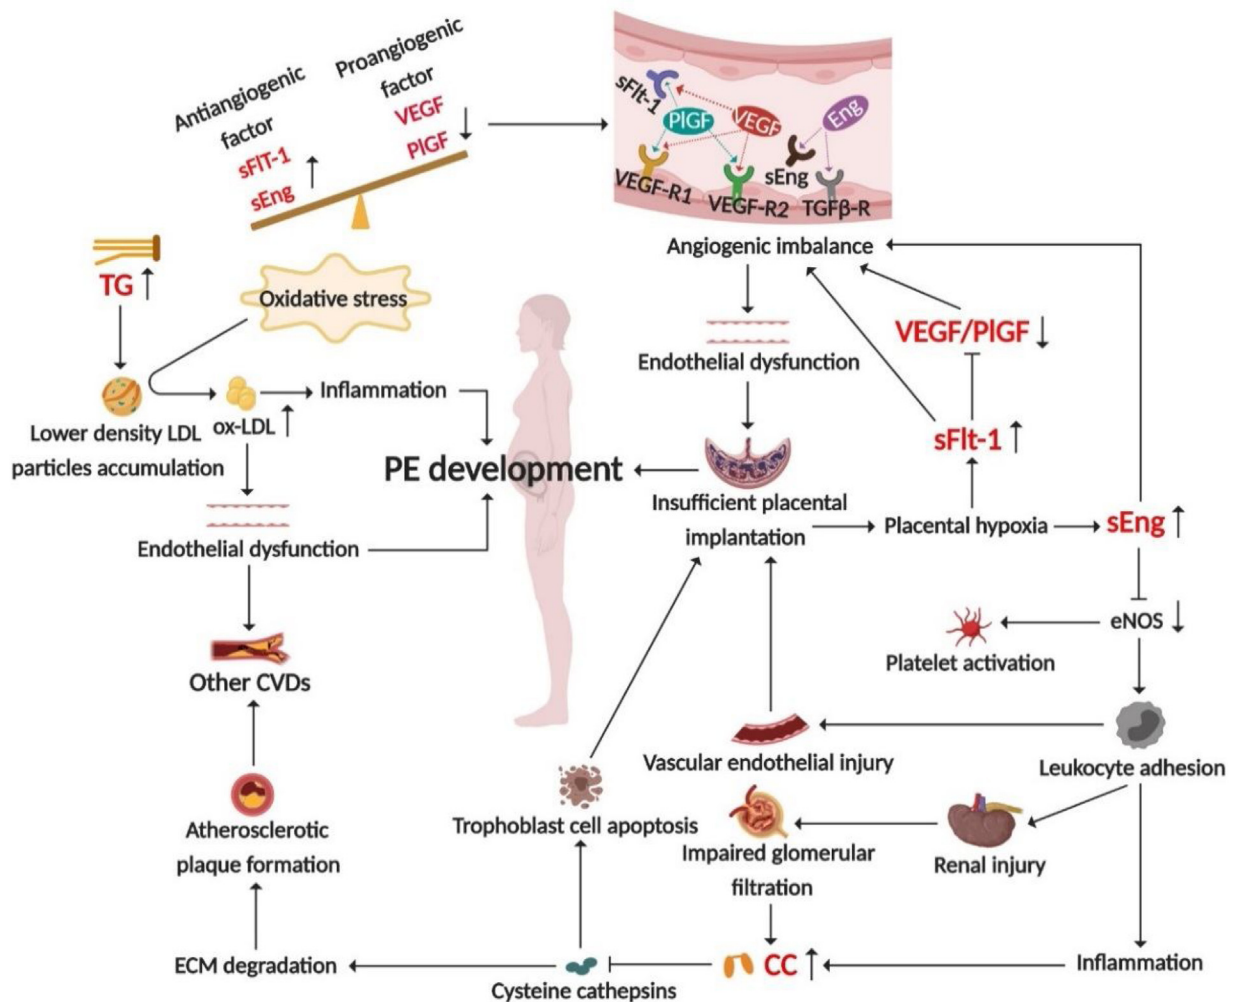 Antiangiogenic
factor
sFlT-1
sEng
Proangiogenic
factor
VEGF
PlGF
sFlt-1
PlGF
VEGF
Eng
VEGF-R1
VEGF-R2
sEng
TGFβ-R
Angiogenic imbalance
TG
Oxidative stress
VEGF/PlGF
Endothelial dysfunction
Inflammation
Lower density LDL
particles accumulation
ox-LDL
sFlt-1
PE development
Insufficient placental
implantation
Placental hypoxia
sEng
Endothelial dysfunction
eNOS
Platelet activation
Other CVDs
Vascular endothelial injury
Leukocyte adhesion
Atherosclerotic
plaque formation
Trophoblast cell apoptosis
Impaired glomerular
filtration
Renal injury
ECM degradation
Cysteine cathepsins
CC
Inflammation